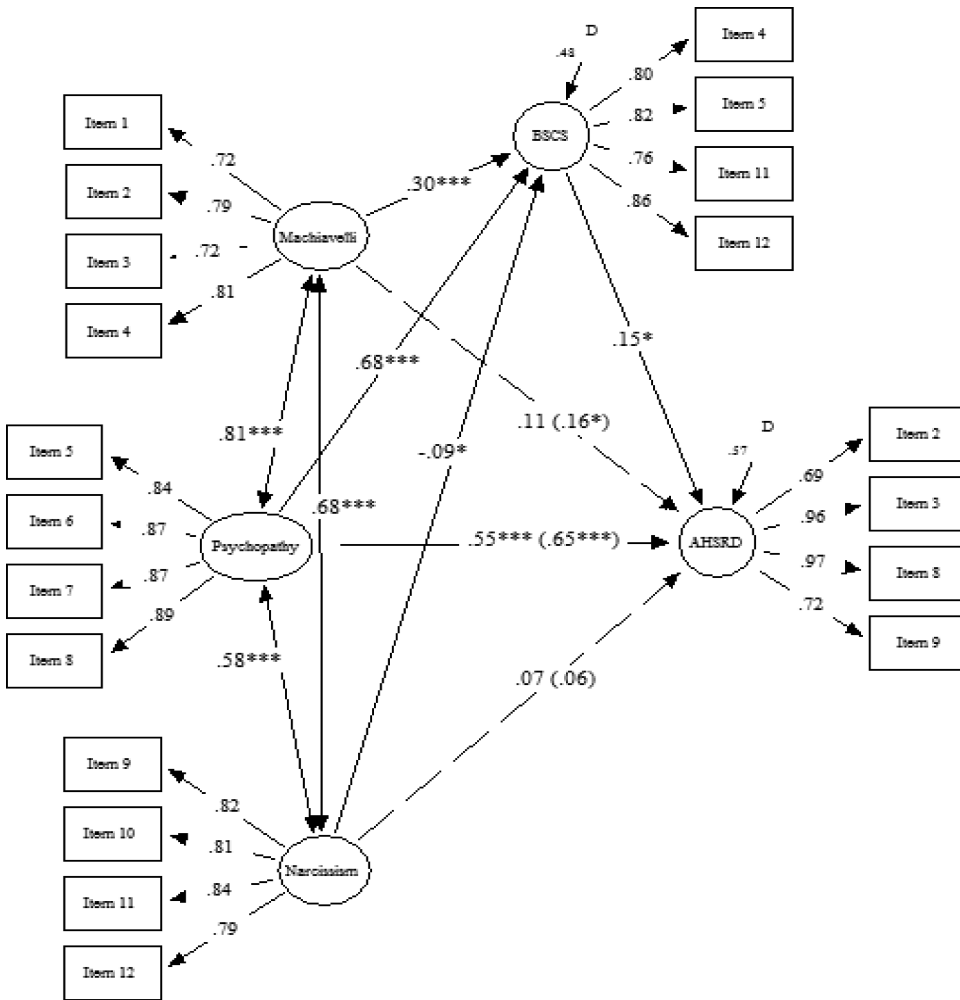 D
.48
Item 4
.80
Item 5
.82
BSCS
.76
Item 11
.86
Item 12
Item 1
.72
Item 2
.79
Item 3
.72
Item 4
.81
Machiavelli
.30***
.68***
-.09*
.15*
.11 (.16*)
.81***
.68***
Item 5
.84
Item 6
.87
Item 7
.87
Item 8
.89
Psychopathy
.55*** (.65***)
D
.57
AHSRD
Item 2
.69
Item 3
.96
Item 8
.97
Item 9
.72
.58***
.07 (.06)
Item 9
.82
Item 10
.81
Item 11
.84
Item 12
.79
Narcissism